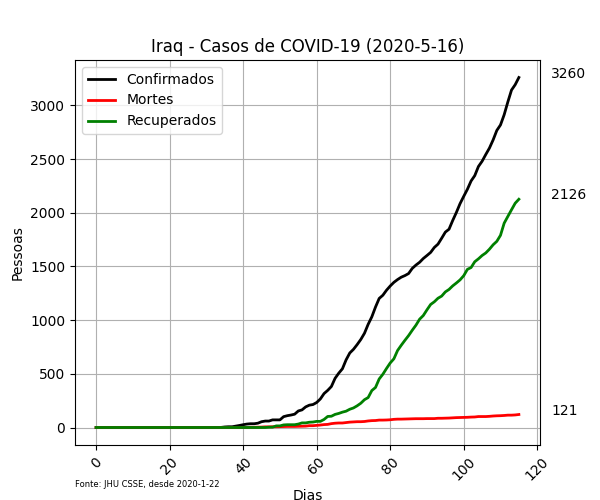 Iraq - Casos de COVID-19 (2020-5-16)
Confirmados
Mortes
Recuperados
3260
2126
121
Pessoas
3000
2500
2000
1500
1000
500
0
0 20 40 60 80 100 120
Fonte: JHU CSSE, desde 2020-1-22
Dias